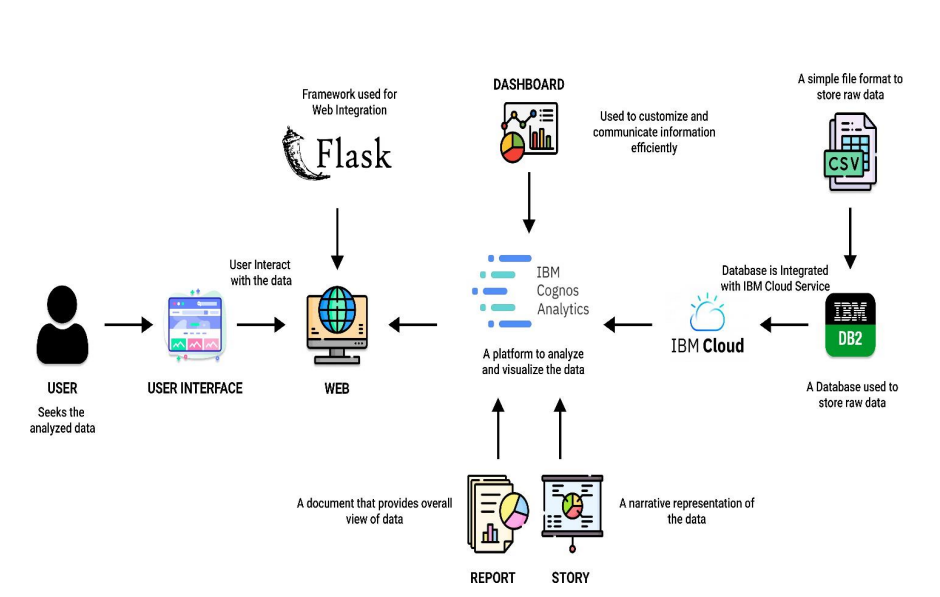 A simple file format to
store raw data
DASHBOARD
Framework used for
Web Integration
Used to customize and
communicate information
efficiently
Flask
CSV
User Interact
with the data
IBM
Cognos
Analytics
Database is Integrated
with IBM Cloud Service
IBM
DB2
IBM Cloud
A platform to analyze
and visualize the data
USER
USER INTERFACE
WEB
Seeks the
analyzed data
A Database used to
store raw data
A document that provides overall
view of data
A narrative representation of
the data
REPORT
STORY